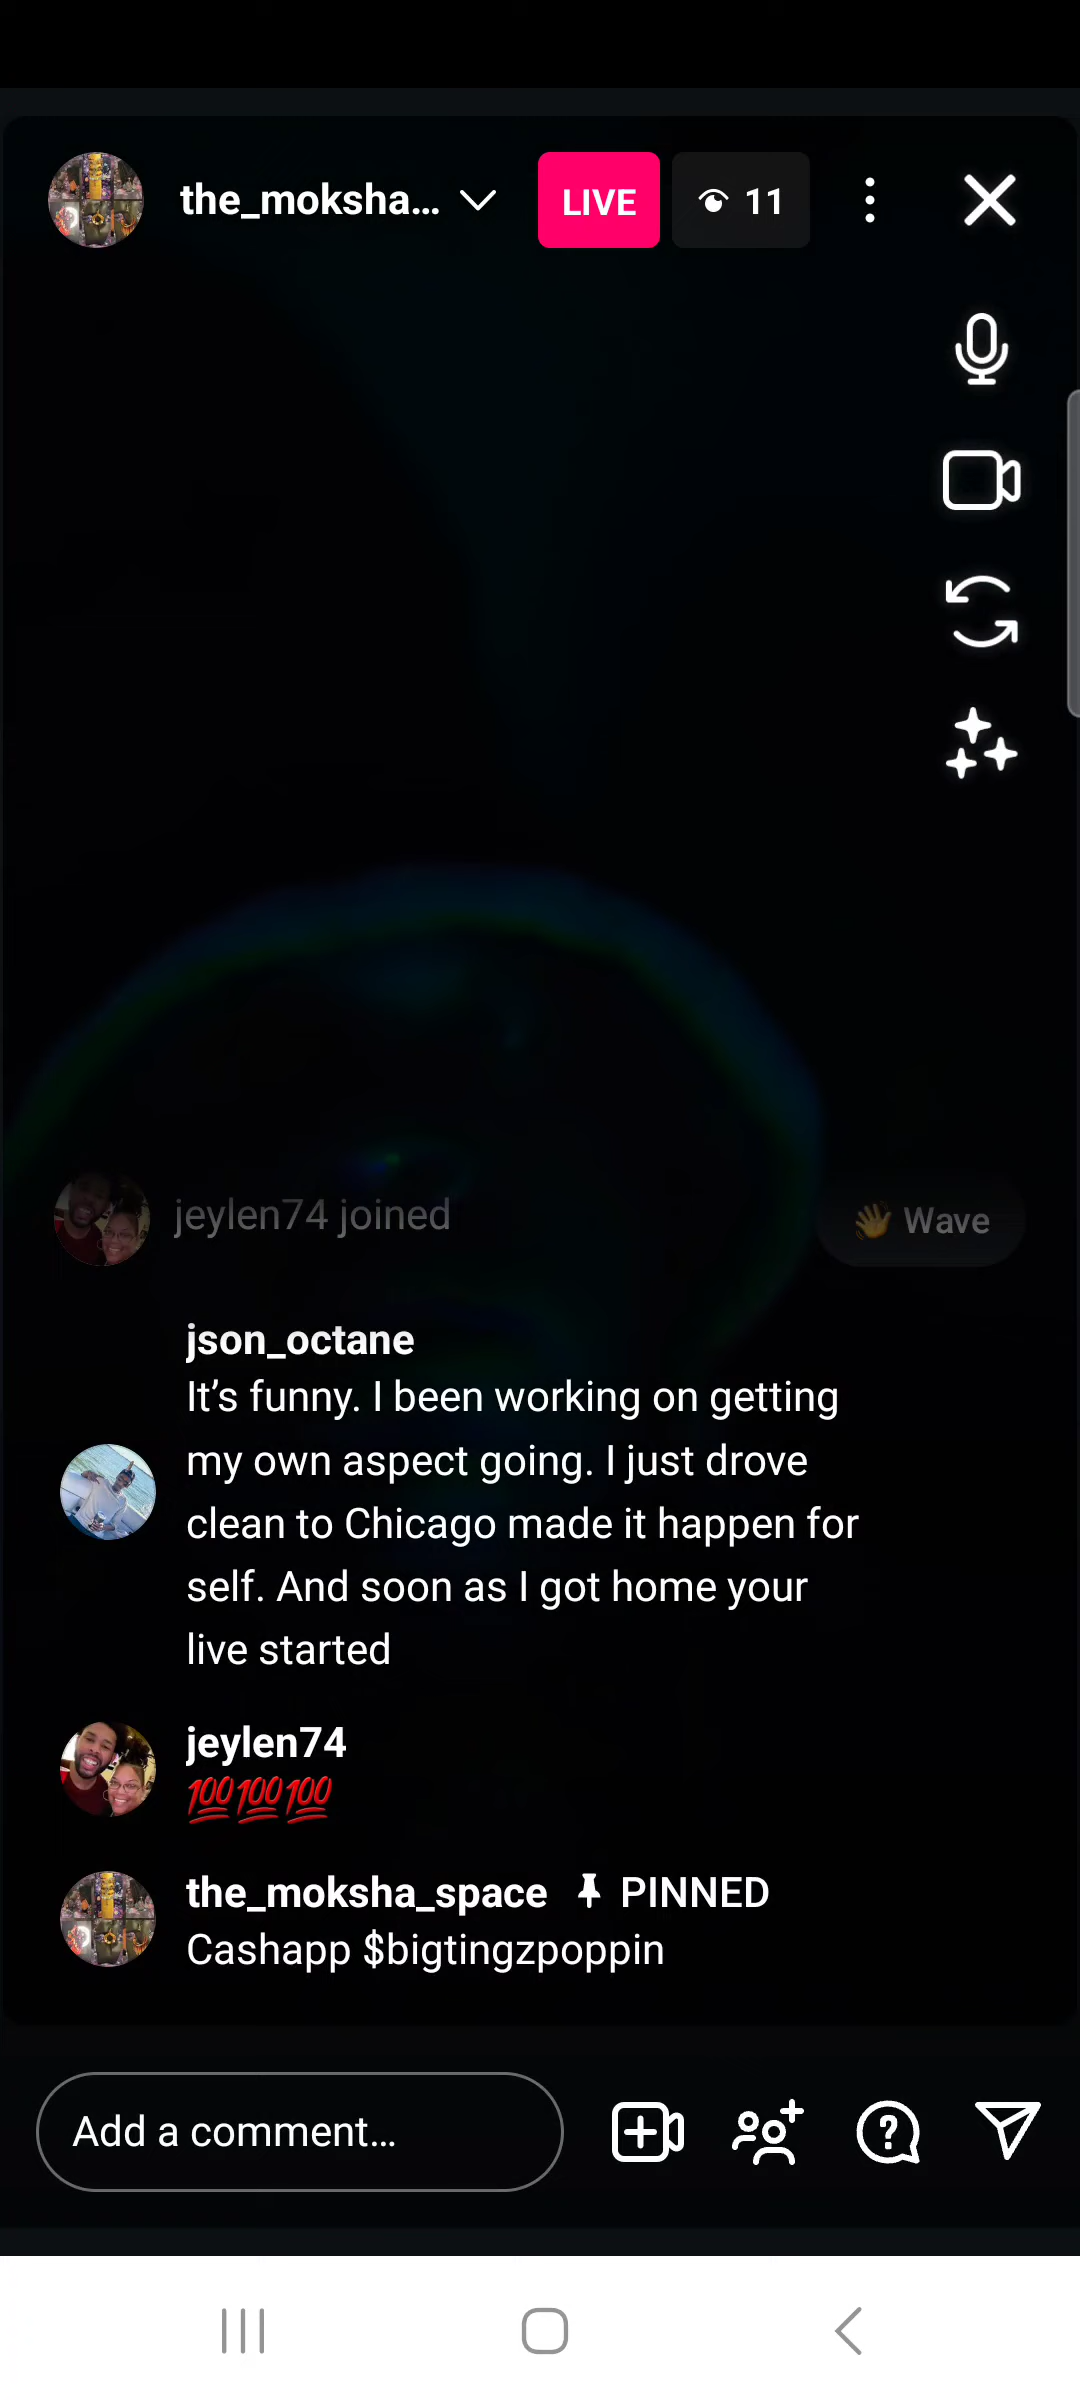 the_moksha... LIVE 11
jeylen74 joined 👋 Wave
json_octane
It's funny. I been working on getting
my own aspect going. I just drove
clean to Chicago made it happen for
self. And soon as I got home your
live started
jeylen74
💯💯💯
the_moksha_space PINNED
Cashapp $bigtingzpoppin
Add a comment...